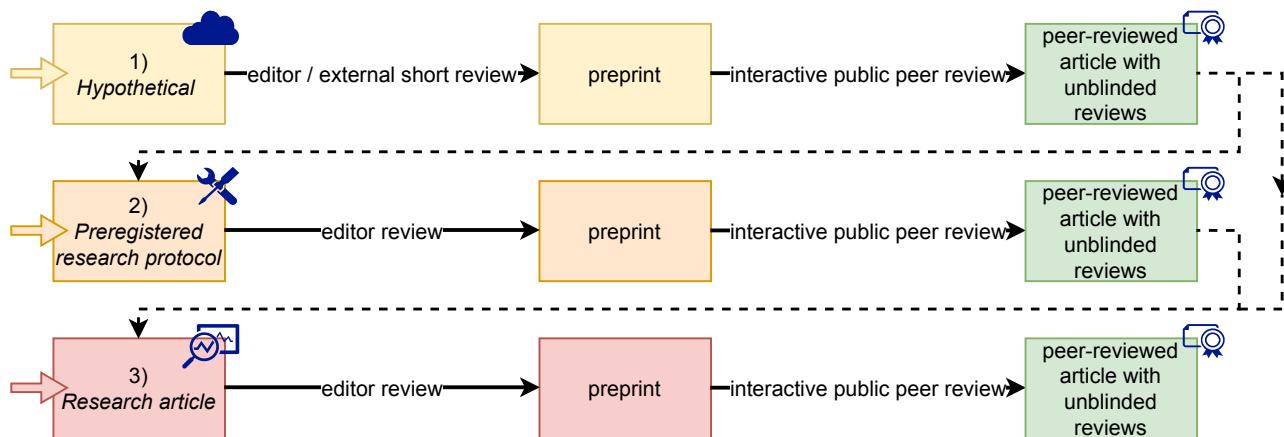 1)
Hypothetical
editor / external short review
preprint
interactive public peer review
peer-reviewed
article with
unblinded
reviews
2)
Preregistered
research protocol
editor review
preprint
interactive public peer review
peer-reviewed
article with
unblinded
reviews
3)
Research article
editor review
preprint
interactive public peer review
peer-reviewed
article with
unblinded
reviews